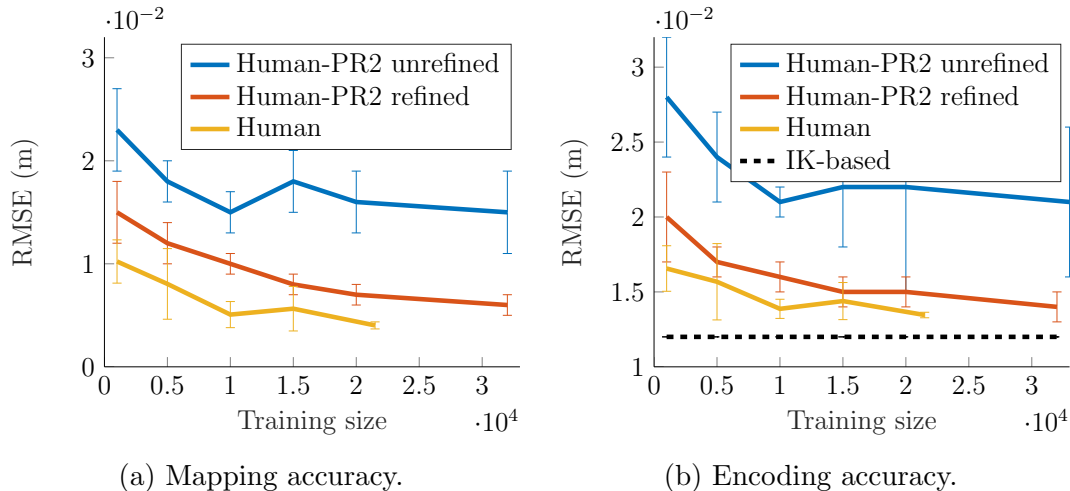 ·10⁻²
3
2
1
0
RMSE (m)
Human-PR2 unrefined
Human-PR2 refined
Human
0 0.5 1 1.5 2 2.5 3
Training size
·10⁴
(a) Mapping accuracy.
·10⁻²
3
2.5
2
1.5
1
RMSE (m)
Human-PR2 unrefined
Human-PR2 refined
Human
IK-based
0 0.5 1 1.5 2 2.5 3
Training size
·10⁴
(b) Encoding accuracy.